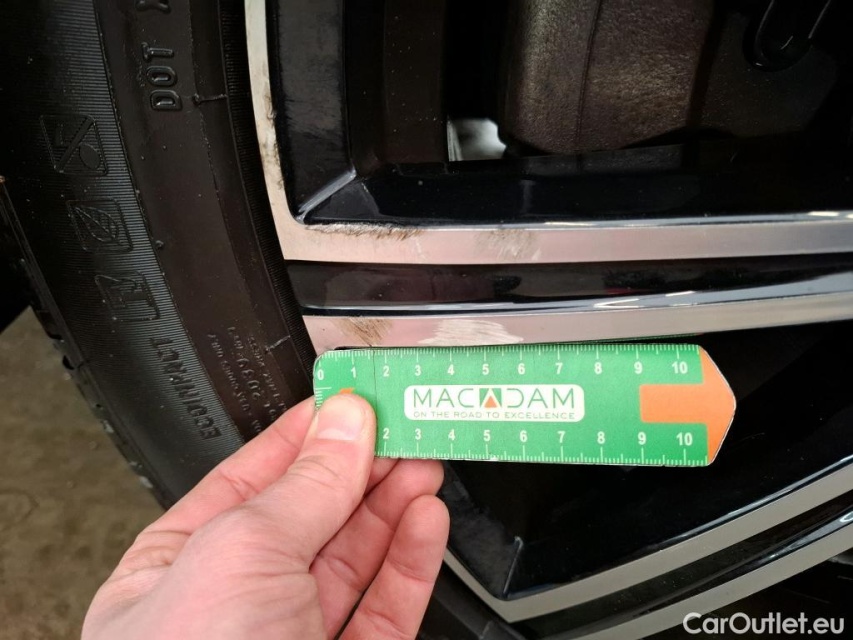 DOT
ECOIMPACT
0 1 2 3 4 5 6 7 8 9 10
MACADAM
ON THE ROAD TO EXCELLENCE
2 3 4 5 6 7 8 9 10
CarOutlet.eu